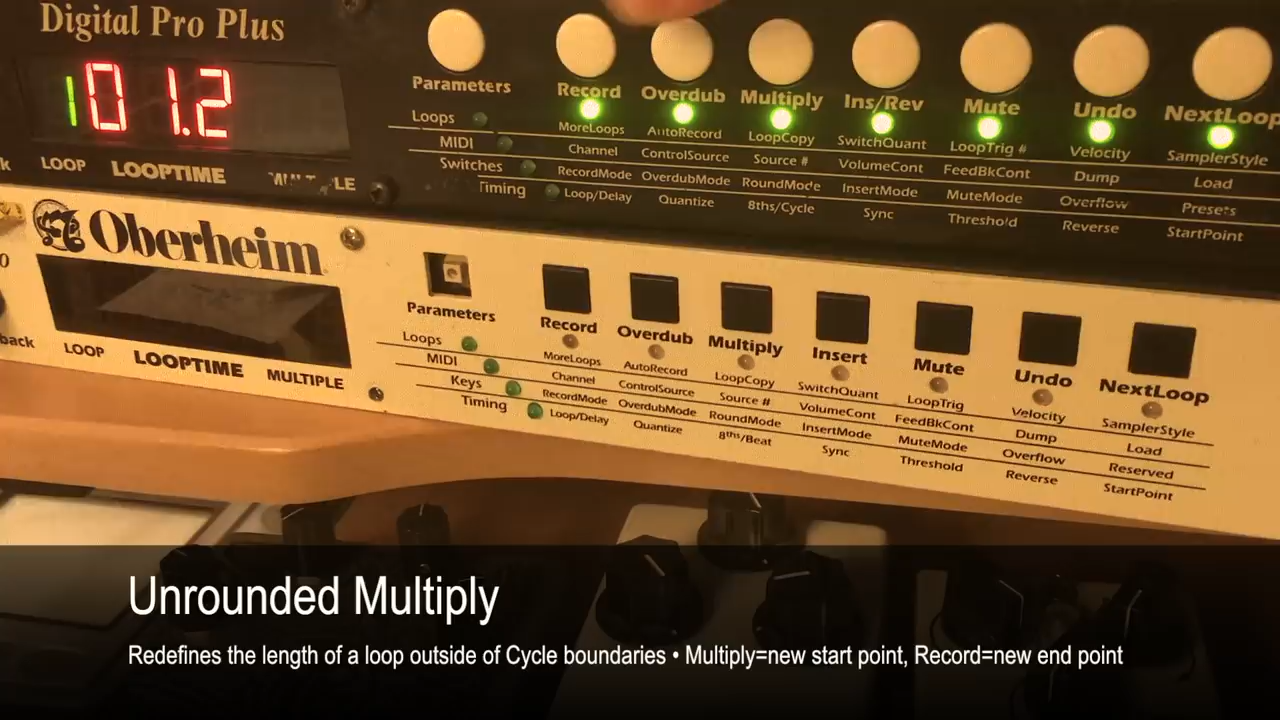 Digital Pro Plus
1 01.2
LOOP LOOPTIME
Parameters Record Overdub Multiply Ins/Rev Mute Undo NextLoop
Loops MoreLoops AutoRecord LoopCopy SwitchQuant LoopTrig # Velocity SamplerStyle
MIDI Channel ControlSource Source # VolumeCont FeedBkCont Dump Load
Switches RecordMode OverdubMode RoundMode InsertMode MuteMode Overflow Presets
Timing Loop/Delay Quantize 8ths/Cycle Sync Threshold Reverse StartPoint
Oberheim
back LOOP LOOPTIME MULTIPLE
Parameters Record Overdub Multiply Insert Mute Undo NextLoop
Loops MoreLoops AutoRecord LoopCopy SwitchQuant LoopTrig Velocity SamplerStyle
MIDI Channel ControlSource Source # VolumeCont FeedBkCont Dump Load
Keys RecordMode OverdubMode RoundMode InsertMode MuteMode Overflow Reserved
Timing Loop/Delay Quantize 8ths/Beat Sync Threshold Reverse StartPoint
Unrounded Multiply
Redefines the length of a loop outside of Cycle boundaries • Multiply=new start point, Record=new end point